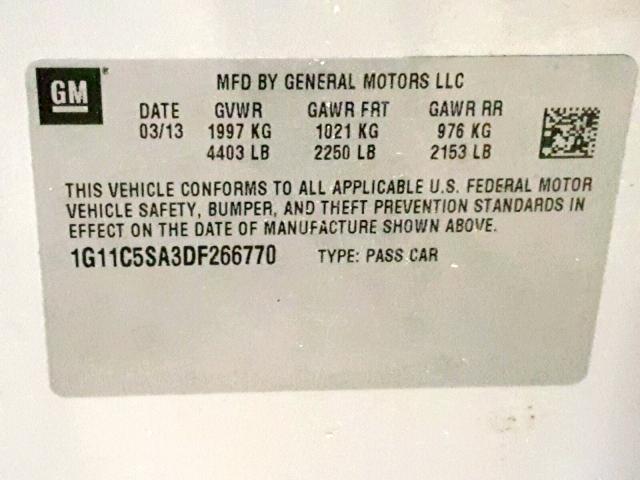 GM
MFD BY GENERAL MOTORS LLC
DATE GVWR GAWR FRT GAWR RR
03/13 1997 KG 1021 KG 976 KG
4403 LB 2250 LB 2153 LB
THIS VEHICLE CONFORMS TO ALL APPLICABLE U.S. FEDERAL MOTOR
VEHICLE SAFETY, BUMPER, AND THEFT PREVENTION STANDARDS IN
EFFECT ON THE DATE OF MANUFACTURE SHOWN ABOVE.
1G11C5SA3DF266770 TYPE: PASS CAR